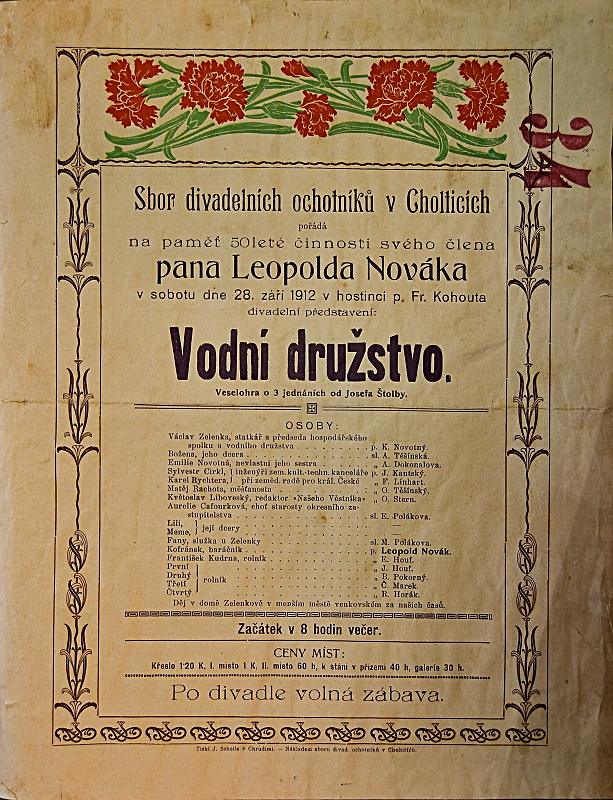 34
Sbor divadelních ochotníků v Cholticích
pořádá
na paměť 50leté činnosti svého člena
pana Leopolda Nováka
v sobotu dne 28. září 1912 v hostinci p. Fr. Kohouta
divadelní představení:
Vodní družstvo.
Veselohra o 3 jednáních od Josefa Štolby.
OSOBY:
Václav Zelenka, statkář a předseda hospodářského
spolku a vodního družstva . . . p. K. Novotný.
Božena, jeho dcera . . . sl. A. Těšínská.
Emilie Novotná, nevlastní jeho sestra . . . „ A. Dokonalova.
Sylvestr Cirkl, } inženýři zem. kult.-techn. kanceláře p. J. Kautský.
Karel Rychtera, } při zeměd. radě pro král. České „ F. Linhart.
Matěj Rachota, měšťanosta . . . „ O. Těšínský.
Květoslav Liboveský, redaktor »Našeho Věstníka« „ O. Stern.
Aurelie Cafourková, choť starosty okresního za-
stupitelstva . . . sl. E. Polákova.
Lili, } její dcery . . . —
Meme, } —
Fany, služka u Zelenky . . . sl. M. Polákova.
Kofránek, baráčník . . . p. Leopold Novák.
František Kudrna, rolník . . . „ E. Houf.
První } rolník . . . „ J. Houf.
Druhý } „ B. Pokorný.
Třetí } „ Č. Marek.
Čtvrtý } „ R. Horák.
Děj v domě Zelenkově v menším městě venkovském za našich časů.
Začátek v 8 hodin večer.
CENY MÍST:
Křeslo 1·20 K, I. místo 1 K, II. místo 60 h, k stání v přízemi 40 h, galerie 30 h.
Po divadle volná zábava.
Tiskl J. Scholle v Chrudimi. — Nákladem sboru divad. ochotníků v Cholticích.